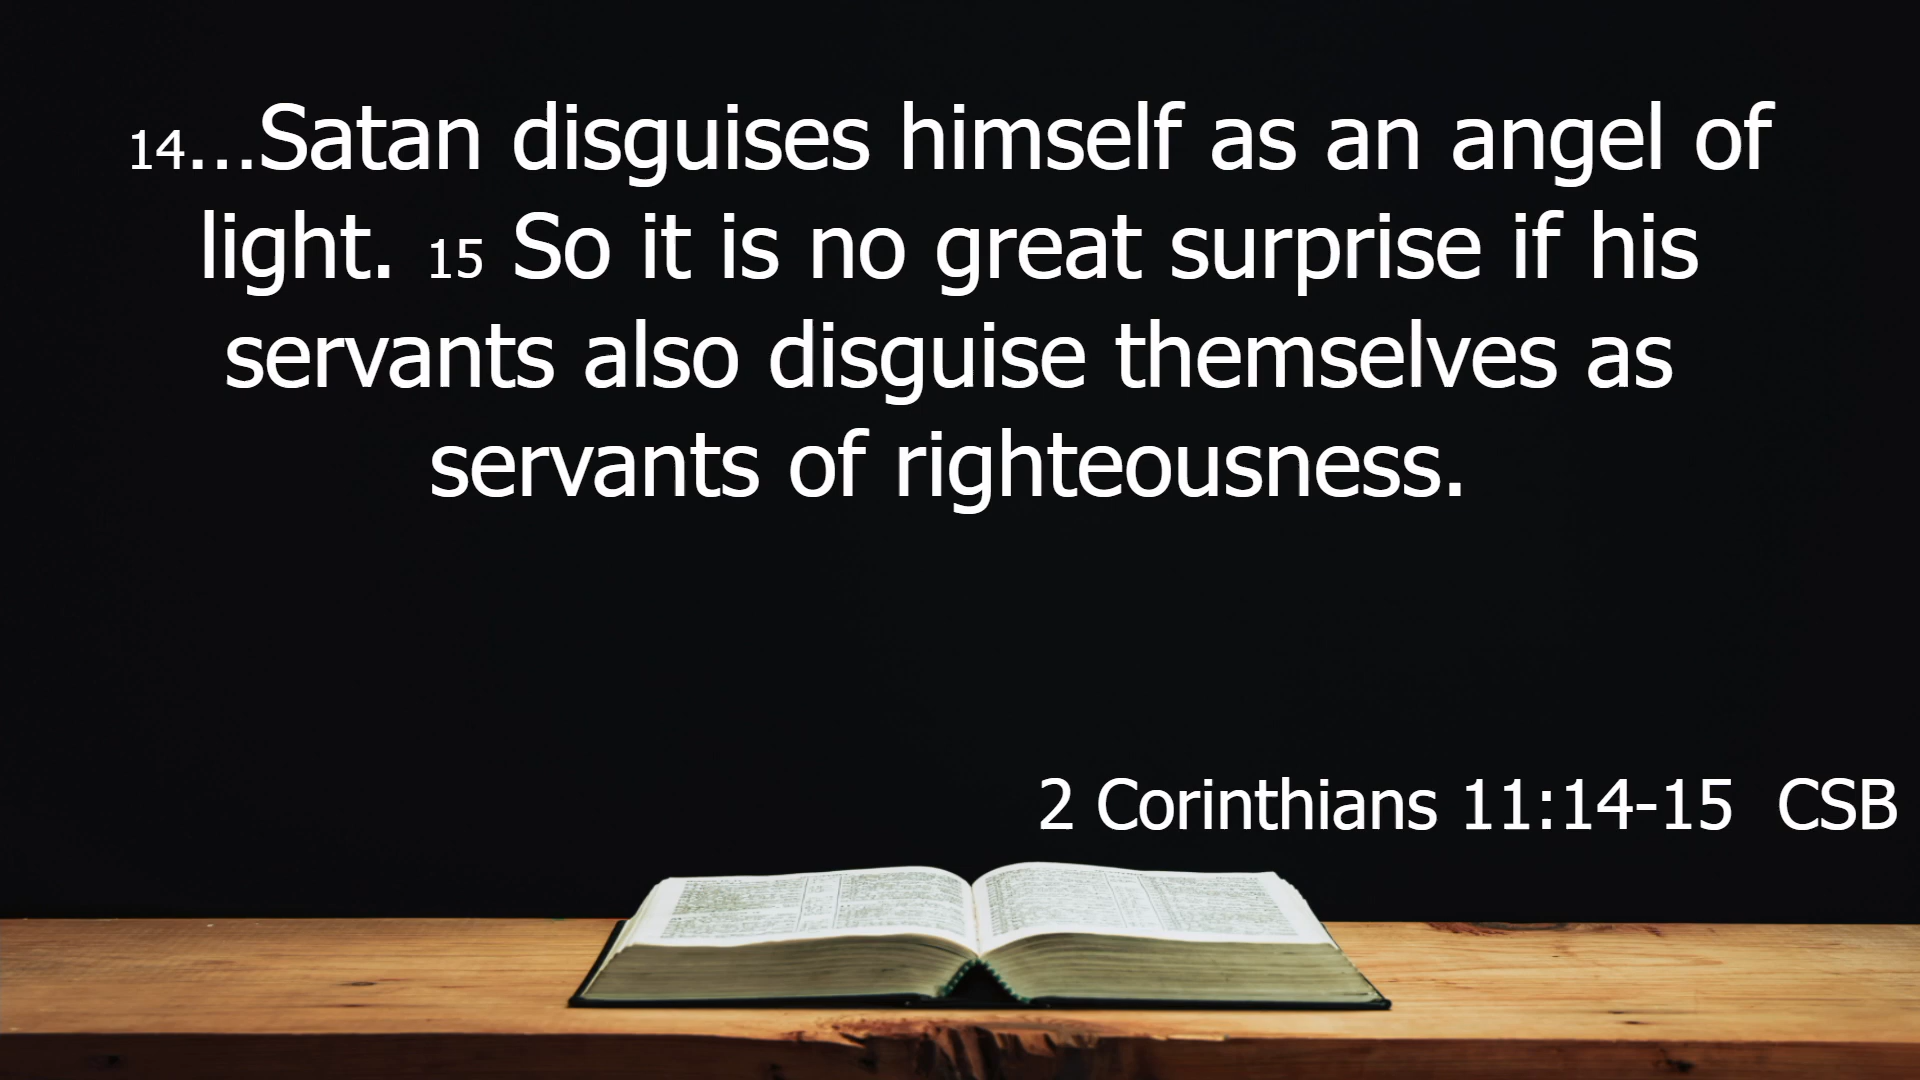 14...Satan disguises himself as an angel of
light. 15 So it is no great surprise if his
servants also disguise themselves as
servants of righteousness.
2 Corinthians 11:14-15  CSB